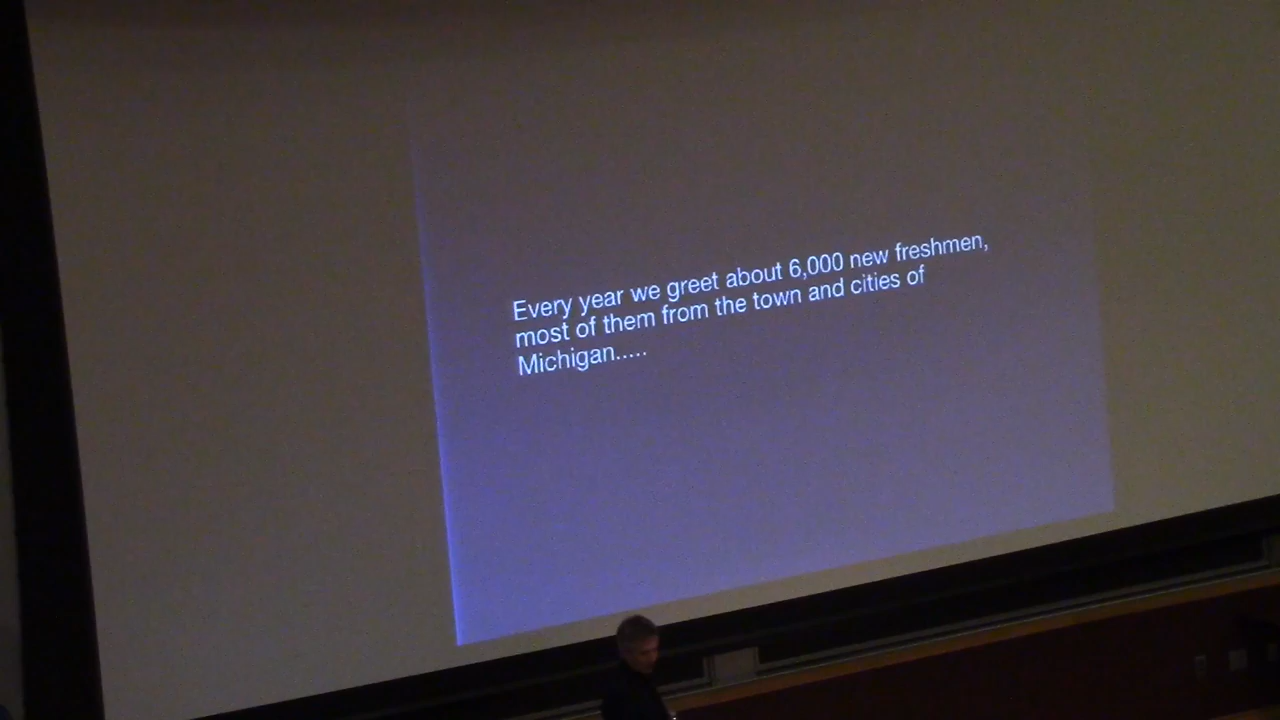 Every year we greet about 6,000 new freshmen,
most of them from the town and cities of
Michigan.....